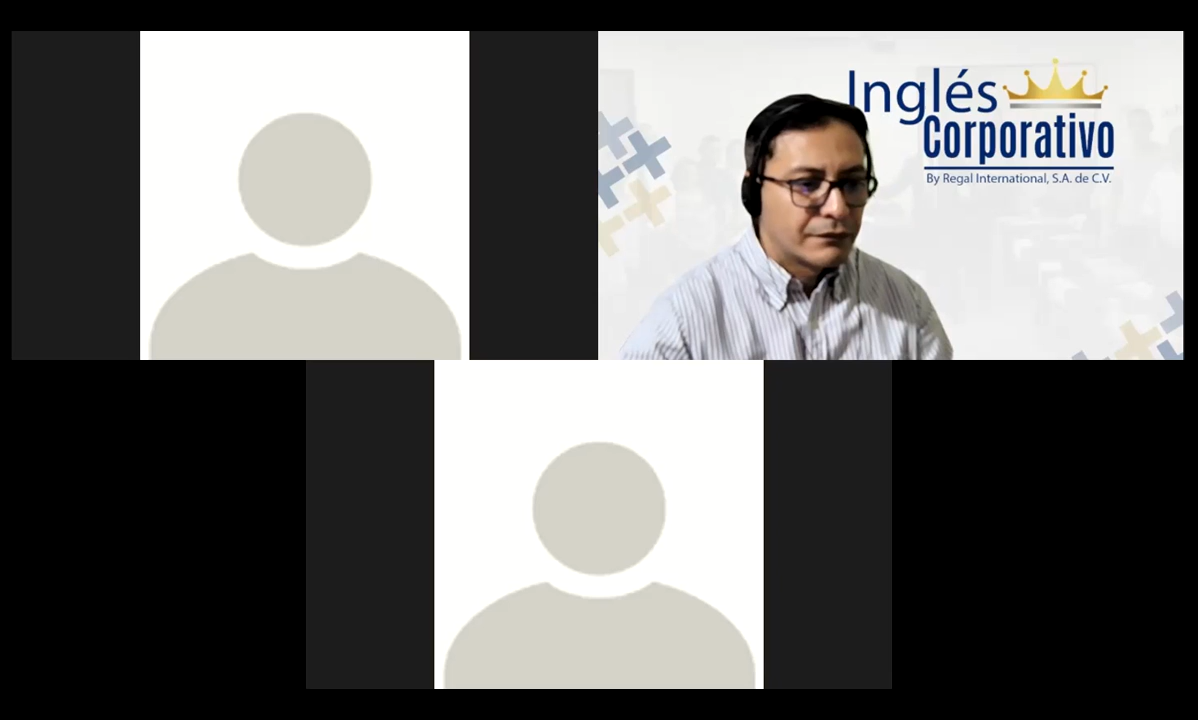 Inglés
Corporativo
By Regal International, S.A. de C.V.